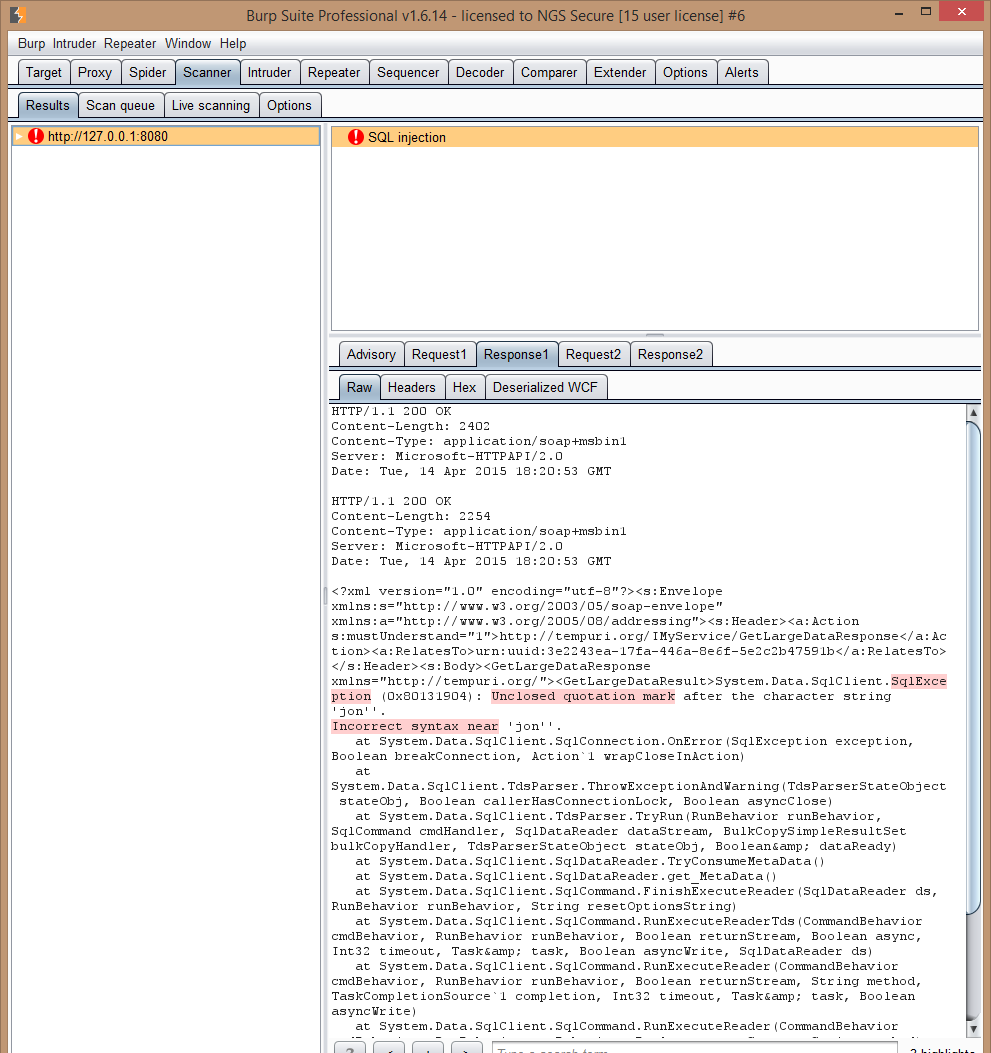 Burp Suite Professional v1.6.14 - licensed to NGS Secure [15 user license] #6
Burp Intruder Repeater Window Help
Target Proxy Spider Scanner Intruder Repeater Sequencer Decoder Comparer Extender Options Alerts
Results Scan queue Live scanning Options
http://127.0.0.1:8080
SQL injection
Advisory Request1 Response1 Request2 Response2
Raw Headers Hex Deserialized WCF
HTTP/1.1 200 OK
Content-Length: 2402
Content-Type: application/soap+msbin1
Server: Microsoft-HTTPAPI/2.0
Date: Tue, 14 Apr 2015 18:20:53 GMT
HTTP/1.1 200 OK
Content-Length: 2254
Content-Type: application/soap+msbin1
Server: Microsoft-HTTPAPI/2.0
Date: Tue, 14 Apr 2015 18:20:53 GMT
<?xml version="1.0" encoding="utf-8"?><s:Envelope
xmlns:s="http://www.w3.org/2003/05/soap-envelope"
xmlns:a="http://www.w3.org/2005/08/addressing"><s:Header><a:Action
s:mustUnderstand="1">http://tempuri.org/IMyService/GetLargeDataResponse</a:Ac
tion><a:RelatesTo>urn:uuid:3e2243ea-17fa-446a-8e6f-5e2c2b47591b</a:RelatesTo>
</s:Header><s:Body><GetLargeDataResponse
xmlns="http://tempuri.org/"><GetLargeDataResult>System.Data.SqlClient.SqlExce
ption (0x80131904): Unclosed quotation mark after the character string
'jon''.
Incorrect syntax near 'jon''.
at System.Data.SqlClient.SqlConnection.OnError(SqlException exception,
Boolean breakConnection, Action`1 wrapCloseInAction)
at
System.Data.SqlClient.TdsParser.ThrowExceptionAndWarning(TdsParserStateObject
stateObj, Boolean callerHasConnectionLock, Boolean asyncClose)
at System.Data.SqlClient.TdsParser.TryRun(RunBehavior runBehavior,
SqlCommand cmdHandler, SqlDataReader dataStream, BulkCopySimpleResultSet
bulkCopyHandler, TdsParserStateObject stateObj, Boolean&amp; dataReady)
at System.Data.SqlClient.SqlDataReader.TryConsumeMetaData()
at System.Data.SqlClient.SqlDataReader.get_MetaData()
at System.Data.SqlClient.SqlCommand.FinishExecuteReader(SqlDataReader ds,
RunBehavior runBehavior, String resetOptionsString)
at System.Data.SqlClient.SqlCommand.RunExecuteReaderTds(CommandBehavior
cmdBehavior, RunBehavior runBehavior, Boolean returnStream, Boolean async,
Int32 timeout, Task&amp; task, Boolean asyncWrite, SqlDataReader ds)
at System.Data.SqlClient.SqlCommand.RunExecuteReader(CommandBehavior
cmdBehavior, RunBehavior runBehavior, Boolean returnStream, String method,
TaskCompletionSource`1 completion, Int32 timeout, Task&amp; task, Boolean
asyncWrite)
at System.Data.SqlClient.SqlCommand.RunExecuteReader(CommandBehavior